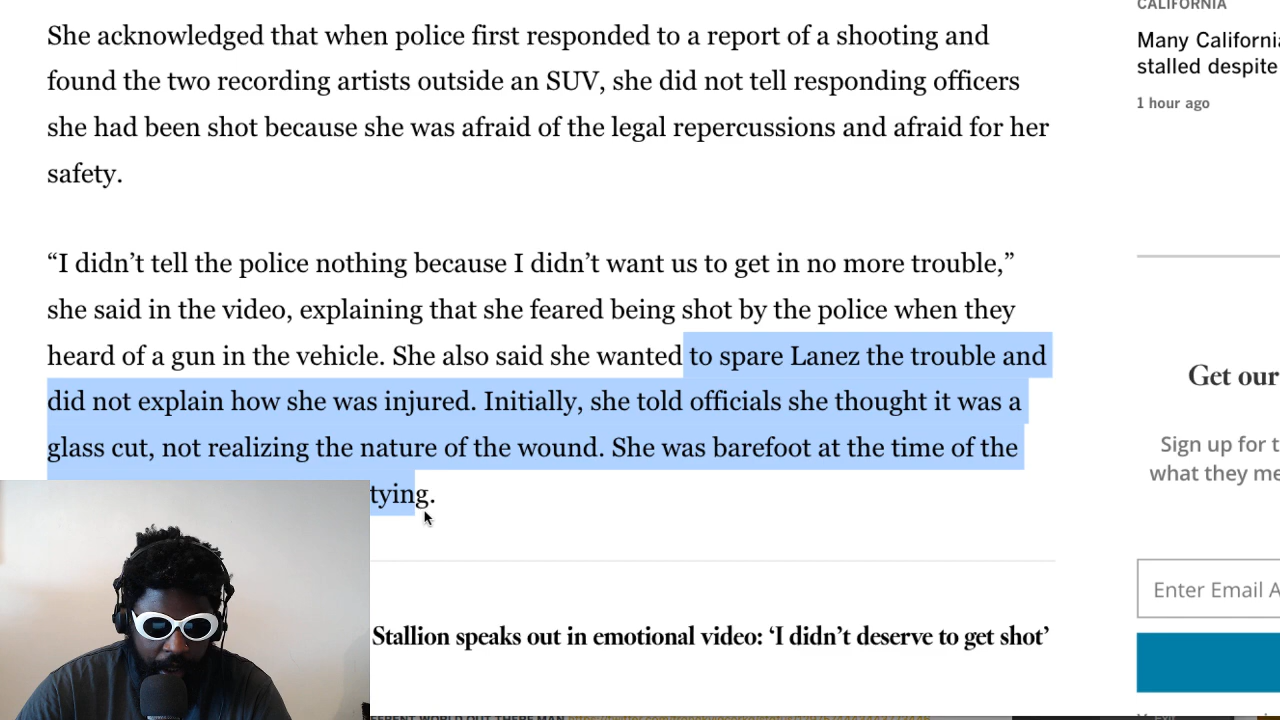 She acknowledged that when police first responded to a report of a shooting and
found the two recording artists outside an SUV, she did not tell responding officers
she had been shot because she was afraid of the legal repercussions and afraid for her
safety.
“I didn’t tell the police nothing because I didn’t want us to get in no more trouble,”
she said in the video, explaining that she feared being shot by the police when they
heard of a gun in the vehicle. She also said she wanted to spare Lanez the trouble and
did not explain how she was injured. Initially, she told officials she thought it was a
glass cut, not realizing the nature of the wound. She was barefoot at the time of the
tying.
Stallion speaks out in emotional video: ‘I didn’t deserve to get shot’
CALIFORNIA
Many California
stalled despite
1 hour ago
Get our
Sign up for t
what they me
Enter Email A